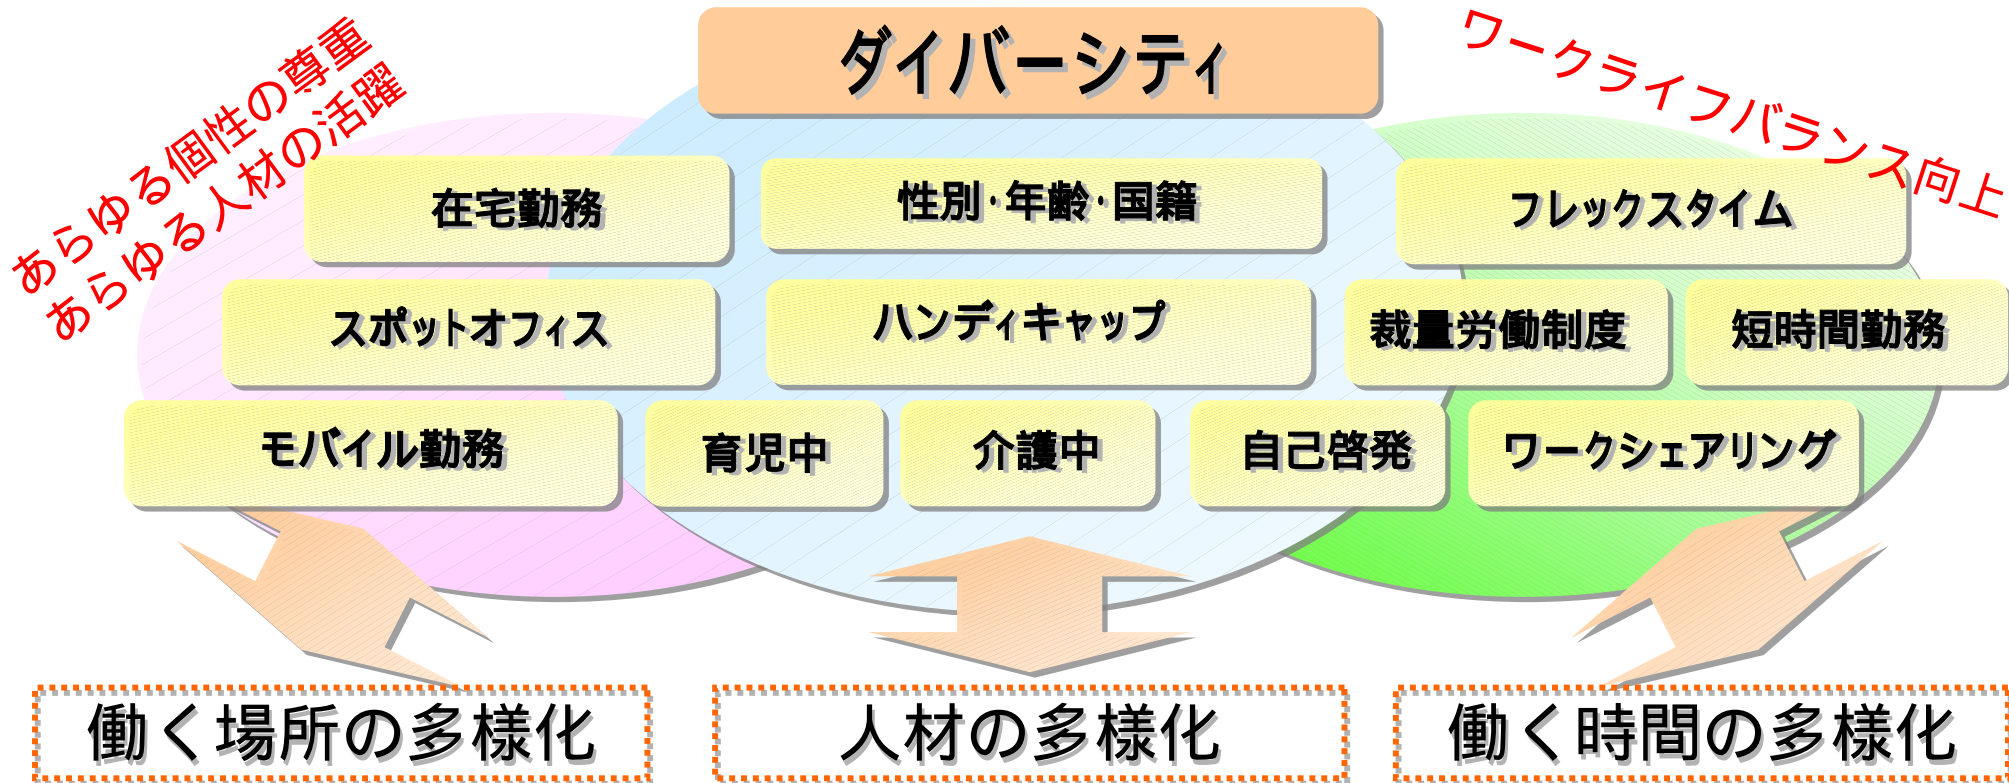 ダイバーシティ
あらゆる個性の尊重
あらゆる人材の活躍
ワークライフバランス向上
在宅勤務
性別・年齢・国籍
フレックスタイム
スポットオフィス
ハンディキャップ
裁量労働制度
短時間勤務
モバイル勤務
育児中
介護中
自己啓発
ワークシェアリング
働く場所の多様化
人材の多様化
働く時間の多様化